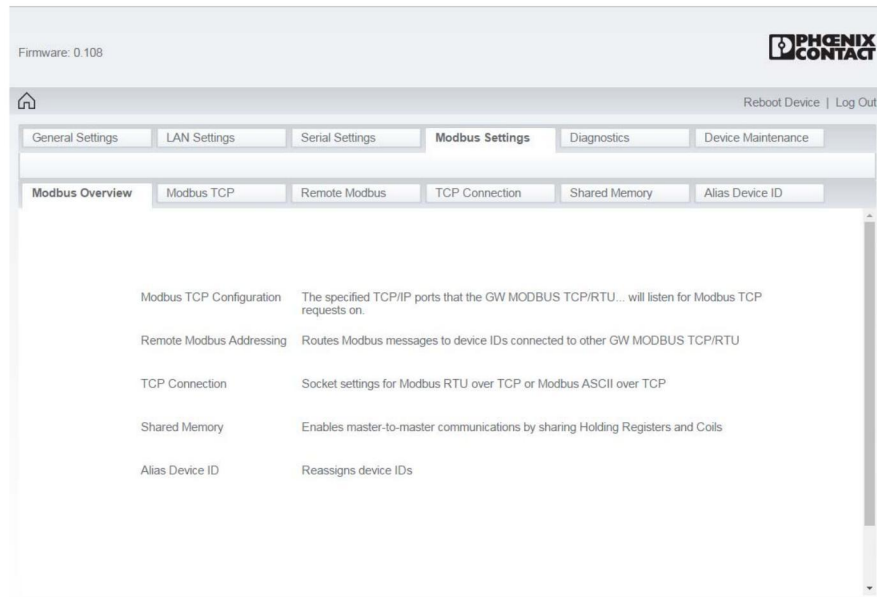 Firmware: 0.108
PHŒNIX
CONTACT
Reboot Device | Log Out
General Settings LAN Settings Serial Settings Modbus Settings Diagnostics Device Maintenance
Modbus Overview Modbus TCP Remote Modbus TCP Connection Shared Memory Alias Device ID
Modbus TCP Configuration The specified TCP/IP ports that the GW MODBUS TCP/RTU... will listen for Modbus TCP
requests on.
Remote Modbus Addressing Routes Modbus messages to device IDs connected to other GW MODBUS TCP/RTU
TCP Connection Socket settings for Modbus RTU over TCP or Modbus ASCII over TCP
Shared Memory Enables master-to-master communications by sharing Holding Registers and Coils
Alias Device ID Reassigns device IDs